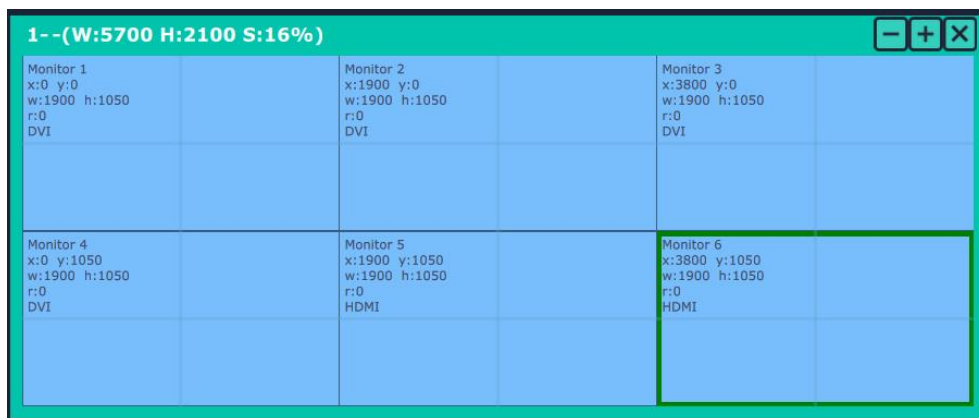 1--(W:5700 H:2100 S:16%)
Monitor 1
x:0 y:0
w:1900 h:1050
r:0
DVI
Monitor 2
x:1900 y:0
w:1900 h:1050
r:0
DVI
Monitor 3
x:3800 y:0
w:1900 h:1050
r:0
DVI
Monitor 4
x:0 y:1050
w:1900 h:1050
r:0
DVI
Monitor 5
x:1900 y:1050
w:1900 h:1050
r:0
HDMI
Monitor 6
x:3800 y:1050
w:1900 h:1050
r:0
HDMI